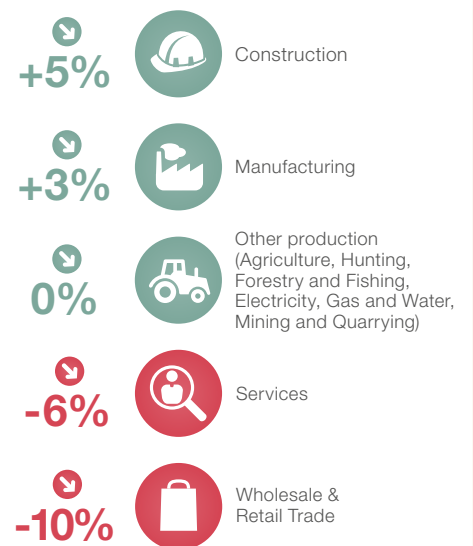 +5%
Construction
+3%
Manufacturing
0%
Other production
(Agriculture, Hunting,
Forestry and Fishing,
Electricity, Gas and Water,
Mining and Quarrying)
-6%
Services
-10%
Wholesale &
Retail Trade